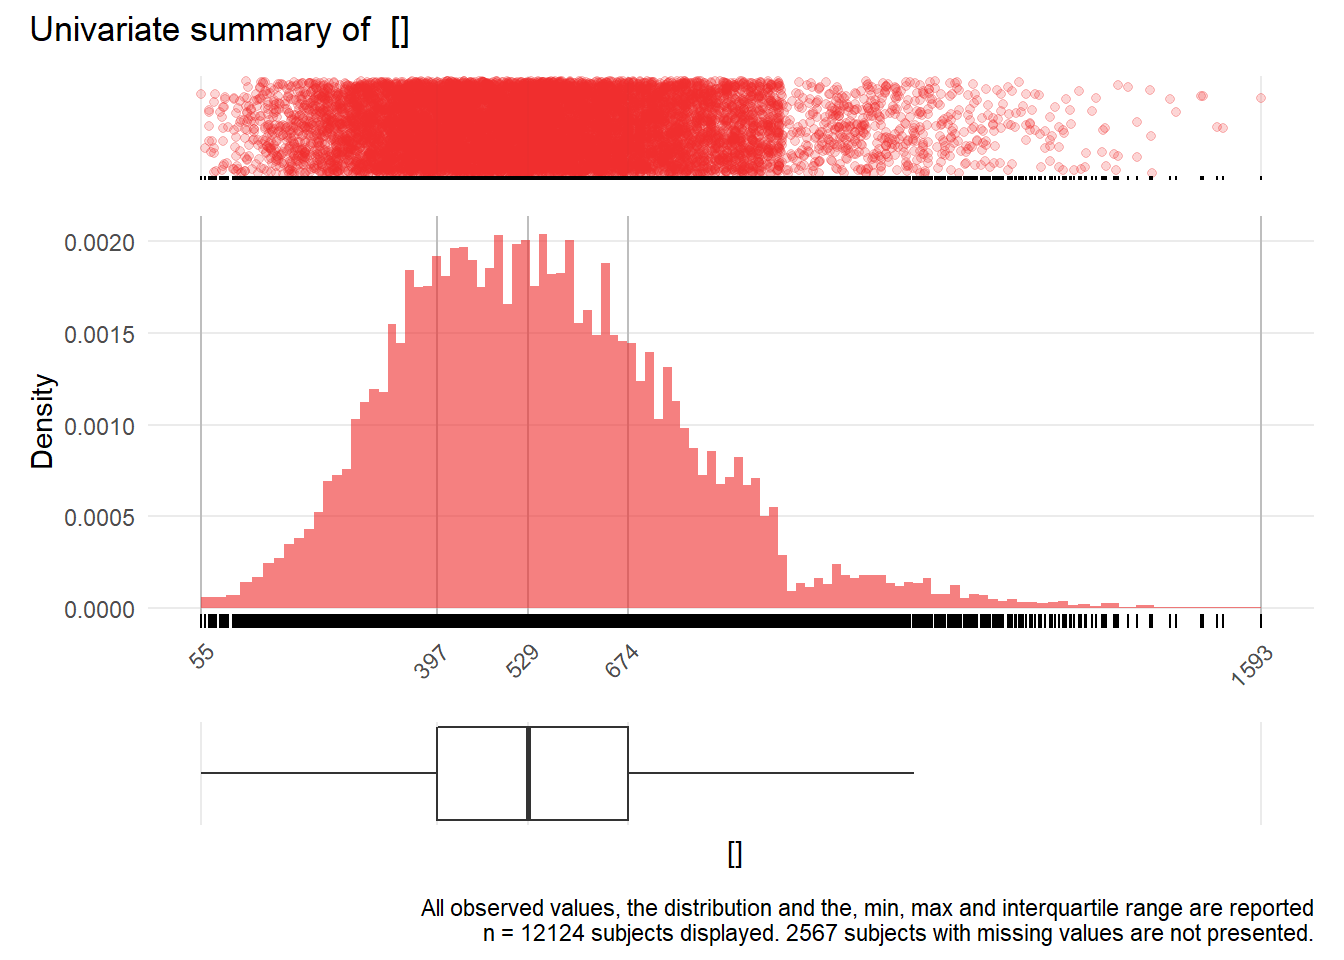 Univariate summary of  []
0.0020
0.0015
0.0010
0.0005
0.0000
Density
55
397
529
674
1593
[]
All observed values, the distribution and the, min, max and interquartile range are reported
n = 12124 subjects displayed. 2567 subjects with missing values are not presented.